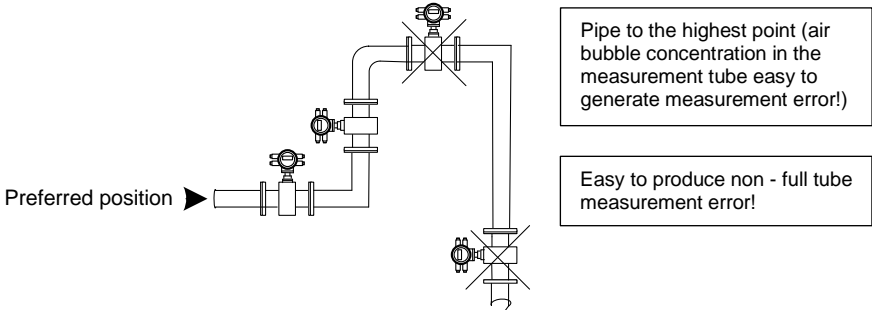 Pipe to the highest point (air
bubble concentration in the
measurement tube easy to
generate measurement error!)
Easy to produce non - full tube
measurement error!
Preferred position